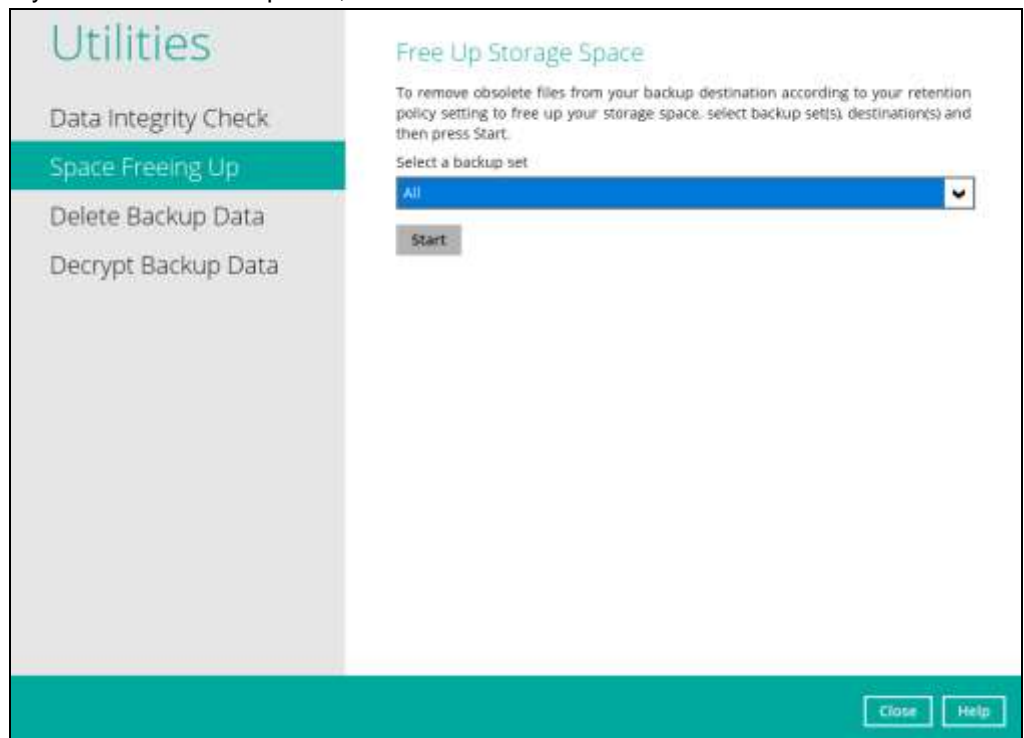 Utilities
Data Integrity Check
Space Freeing Up
Delete Backup Data
Decrypt Backup Data
Free Up Storage Space
To remove obsolete files from your backup destination according to your retention
policy setting to free up your storage space, select backup set(s), destination(s) and
then press Start.
Select a backup set
All
Start
Close
Help